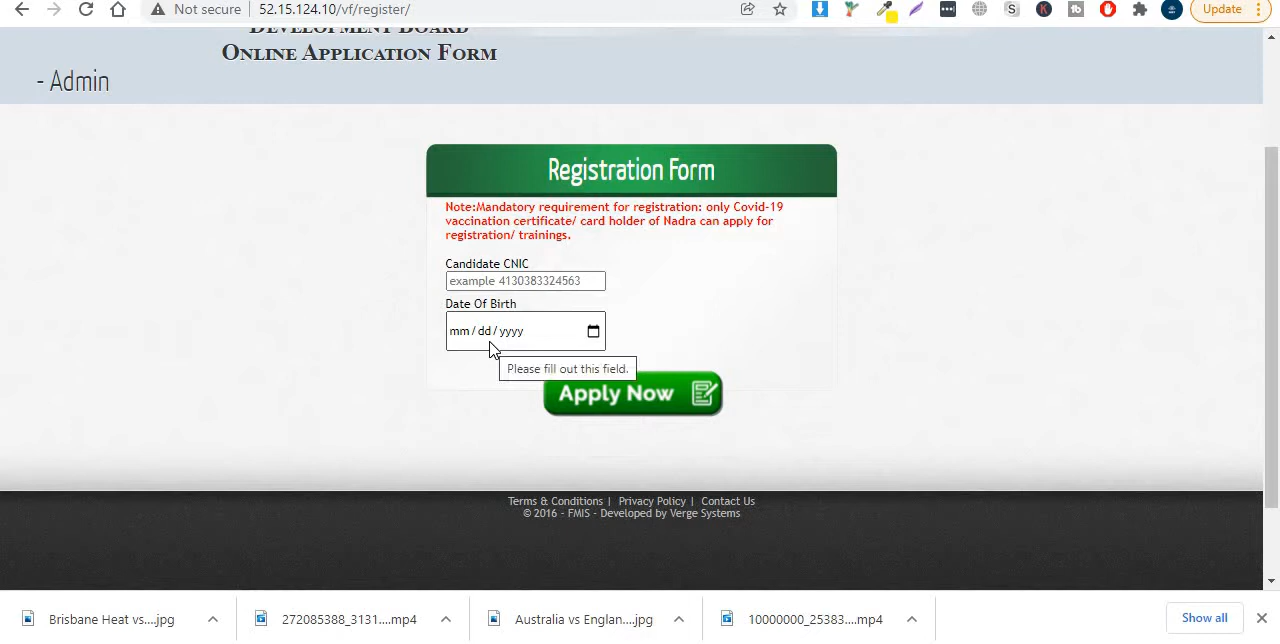 Not secure
52.15.124.10/vf/register/
Update
DEVELOPMENT BOARD
ONLINE APPLICATION FORM
- Admin
Registration Form
Note:Mandatory requirement for registration: only Covid-19
vaccination certificate/ card holder of Nadra can apply for
registration/ trainings.
Candidate CNIC
example 4130383324563
Date Of Birth
mm/dd/yyyy
Please fill out this field.
Apply Now
Terms & Conditions | Privacy Policy | Contact Us
© 2016 - FMIS - Developed by Verge Systems
Brisbane Heat vs....jpg
272085388_3131....mp4
Australia vs Englan...jpg
10000000_25383....mp4
Show all